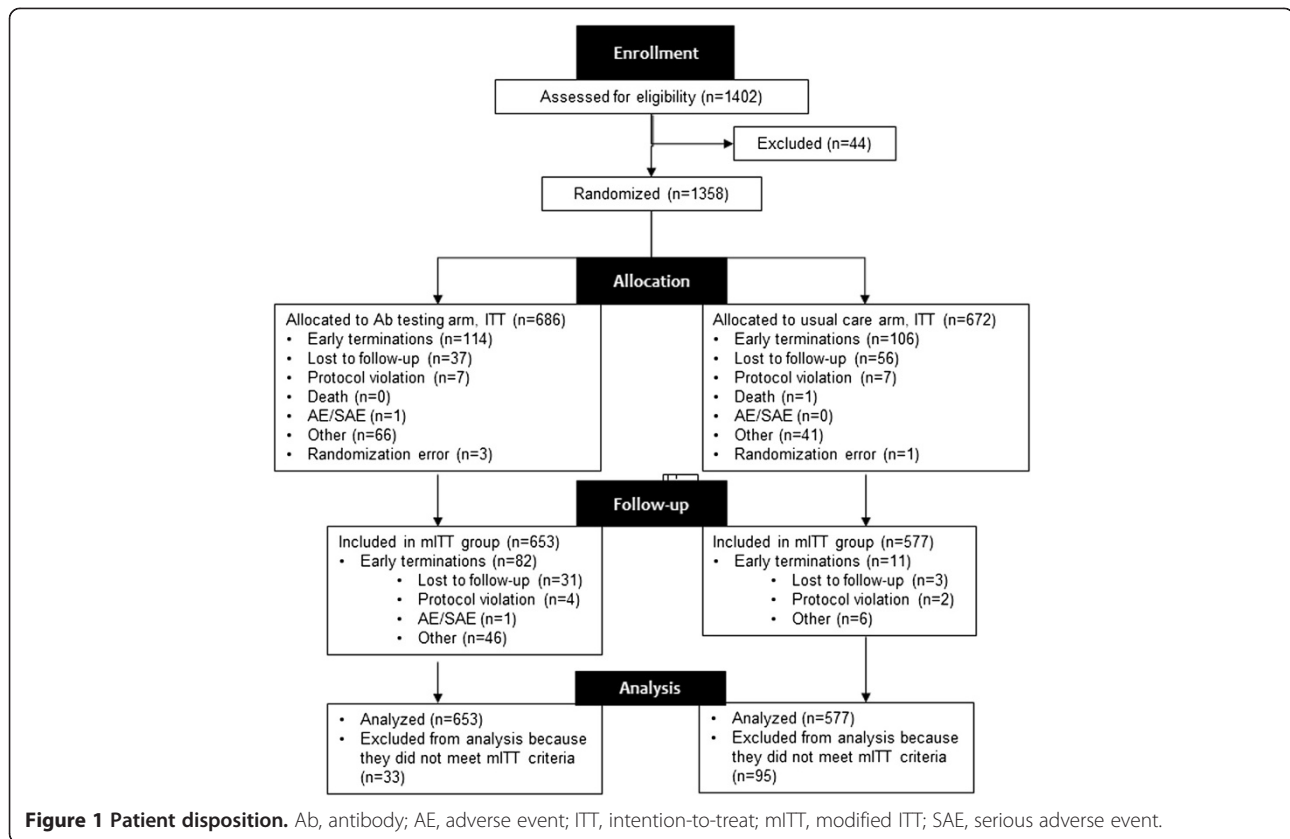 Enrollment
Assessed for eligibility (n=1402)
Excluded (n=44)
Randomized (n=1358)
Allocation
Allocated to Ab testing arm, ITT (n=686)
• Early terminations (n=114)
• Lost to follow-up (n=37)
• Protocol violation (n=7)
• Death (n=0)
• AE/SAE (n=1)
• Other (n=66)
• Randomization error (n=3)
Allocated to usual care arm, ITT (n=672)
• Early terminations (n=106)
• Lost to follow-up (n=56)
• Protocol violation (n=7)
• Death (n=1)
• AE/SAE (n=0)
• Other (n=41)
• Randomization error (n=1)
Follow-up
Included in mITT group (n=653)
• Early terminations (n=82)
• Lost to follow-up (n=31)
• Protocol violation (n=4)
• AE/SAE (n=1)
• Other (n=46)
Included in mITT group (n=577)
• Early terminations (n=11)
• Lost to follow-up (n=3)
• Protocol violation (n=2)
• Other (n=6)
Analysis
• Analyzed (n=653)
• Excluded from analysis because
they did not meet mITT criteria
(n=33)
• Analyzed (n=577)
• Excluded from analysis because
they did not meet mITT criteria
(n=95)
Figure 1 Patient disposition. Ab, antibody; AE, adverse event; ITT, intention-to-treat; mITT, modified ITT; SAE, serious adverse event.